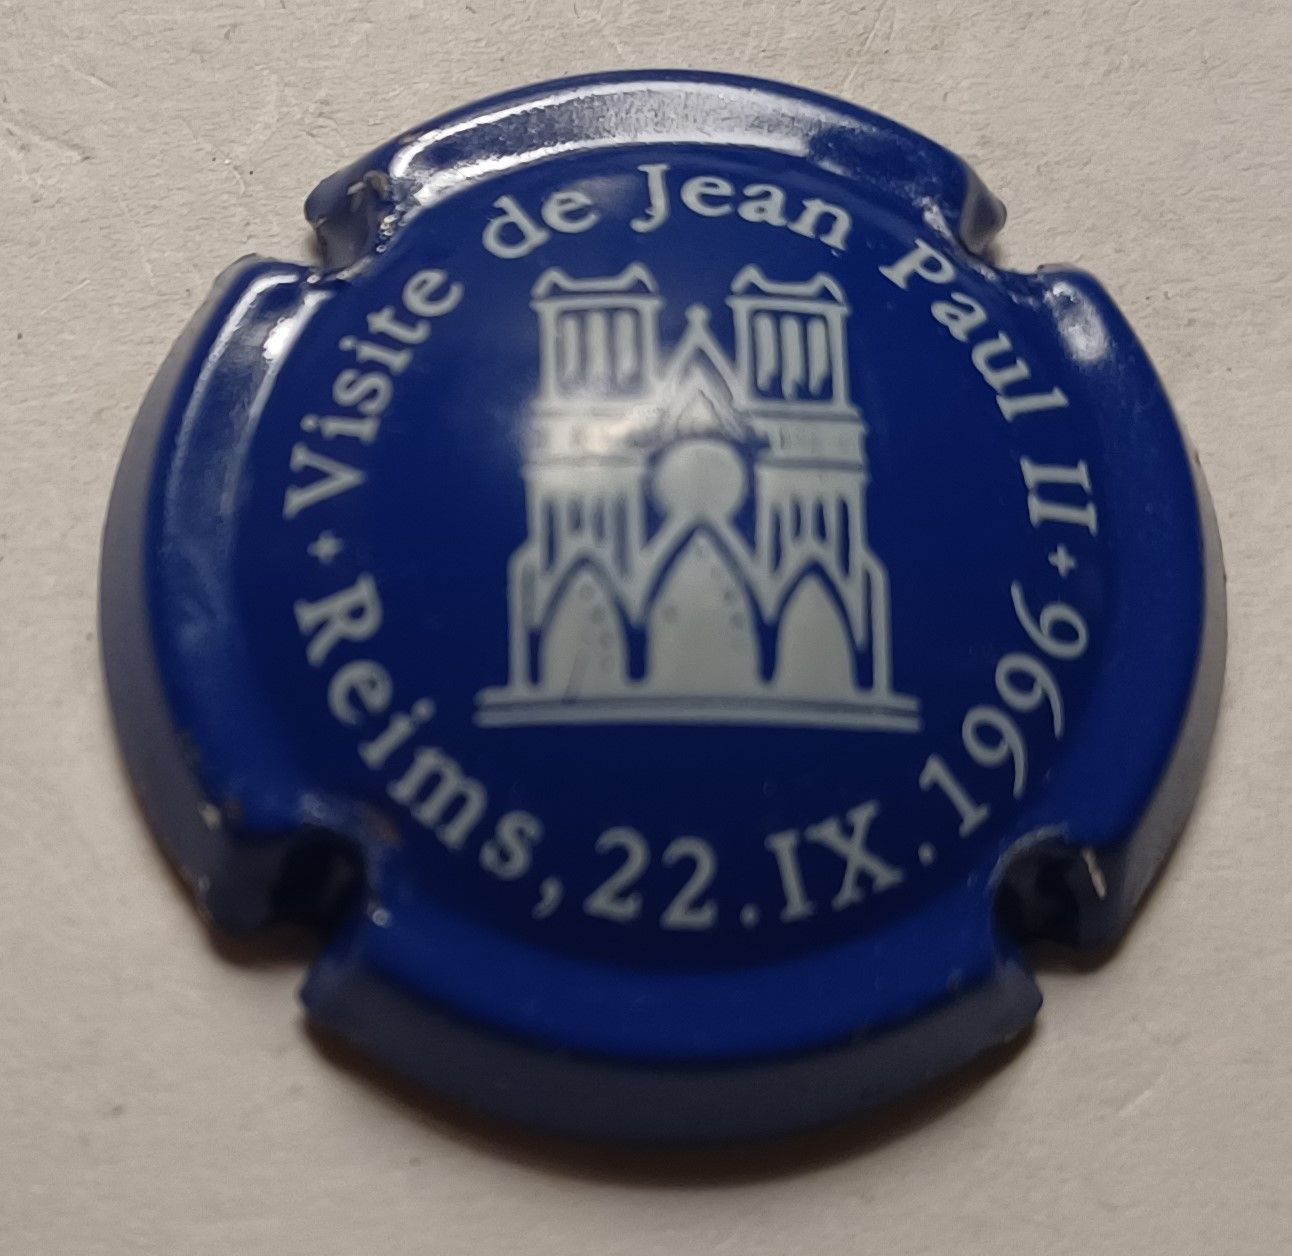 Visite de Jean Paul II
Reims, 22.IX.1996